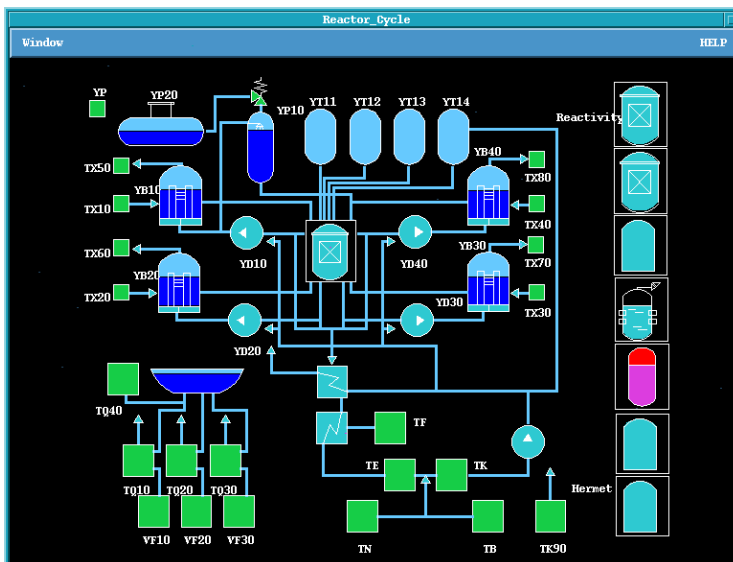 Reactor_Cycle
Window HELP
YP
YP20
YP10
YT11 YT12 YT13 YT14
Reactivity
TX50
YB10
TX10
YB40
TX80
TX40
TX60
YB20
TX20
YD10
YD40
YB30
TX70
YD30
TX30
YD20
TQ40
TF
TQ10 TQ20 TQ30
TE TK
Hermet
VF10 VF20 VF30
TN TB TK90